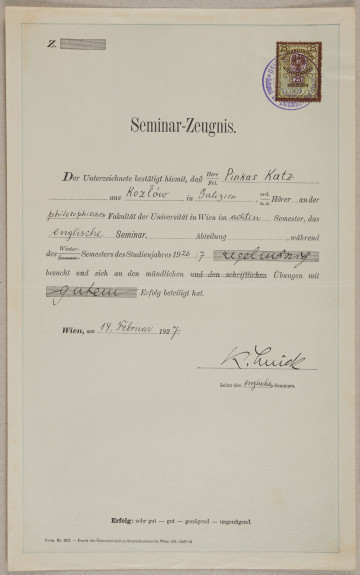 Z.
Seminar-Zeugnis.
Der Unterzeichnete bestätigt hiemit, daß Herr Frl. Pinkas Katz
aus Kozłów in Galizien, ord. a.o. Hörer an der
philosophischen Fakultät der Universität in Wien im achten Semester, das
englische Seminar, Abteilung, während
des Winter- Sommer- Semesters des Studienjahres 1926/7 regelmäßig
besucht und sich an den mündlichen und den schriftlichen Übungen mit
gutem Erfolg beteiligt hat.
Wien, am 14. Februar 1927
K. Luick
Leiter des englischen Seminars.
Erfolg: sehr gut — gut — genügend — ungenügend.